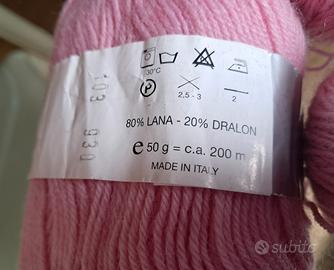 30°C
P
2,5 - 3
2
103 930
80% LANA - 20% DRALON
e 50 g = c.a. 200 m
MADE IN ITALY
subito